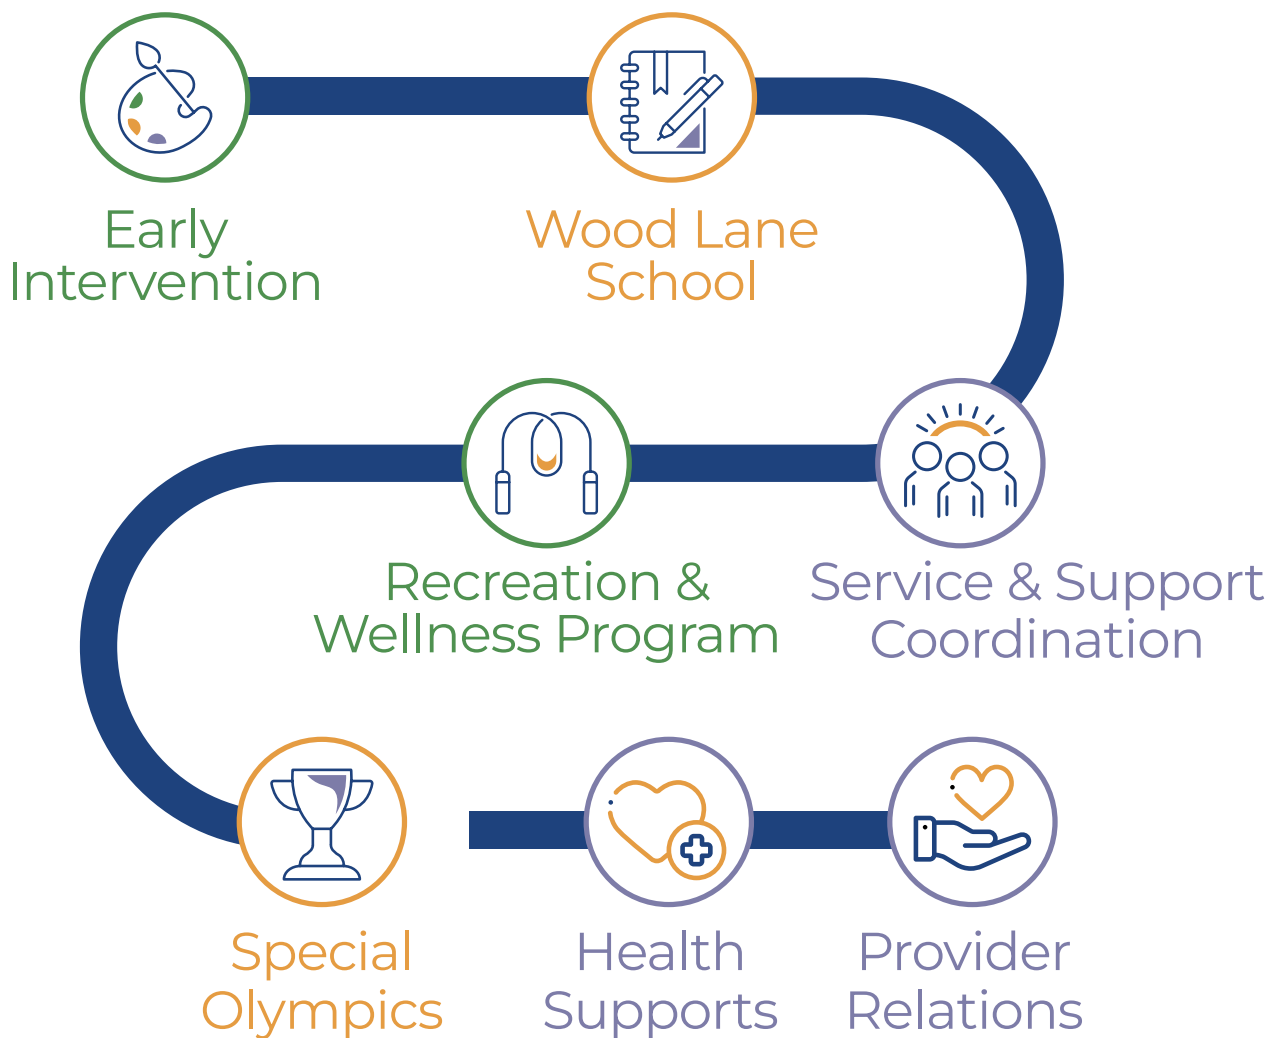 Early
Intervention
Wood Lane
School
Recreation &
Wellness Program
Service & Support
Coordination
Special
Olympics
Health
Supports
Provider
Relations